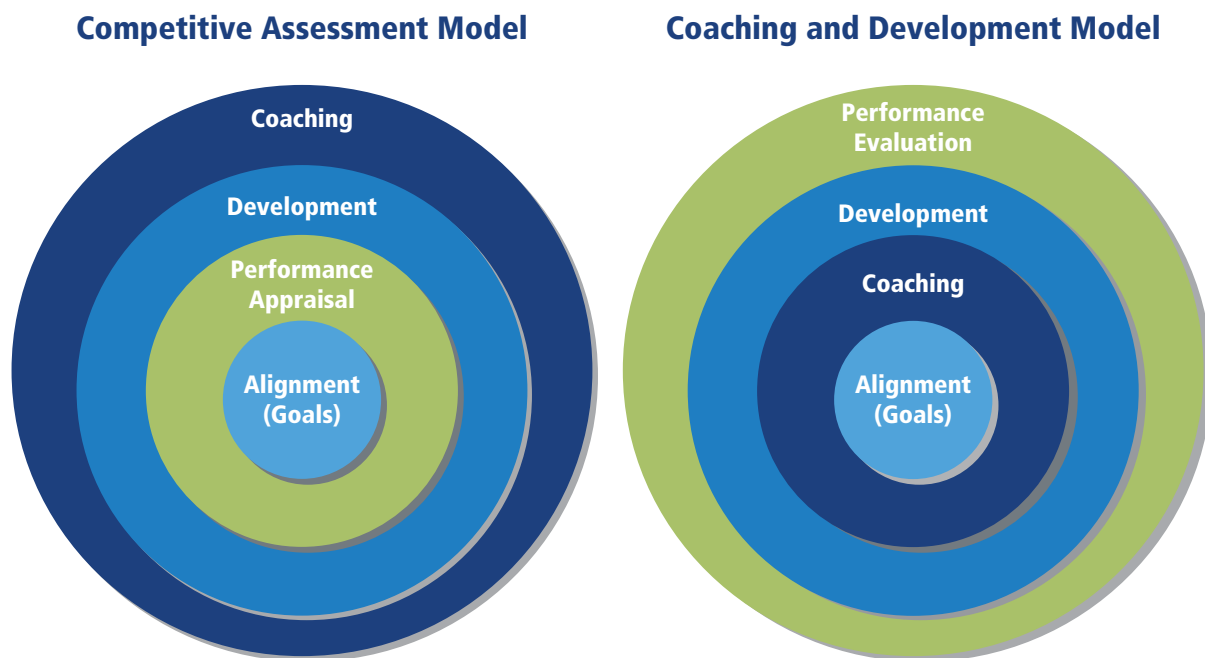 Competitive Assessment Model
Coaching
Development
Performance
Appraisal
Alignment
(Goals)
Coaching and Development Model
Performance
Evaluation
Development
Coaching
Alignment
(Goals)